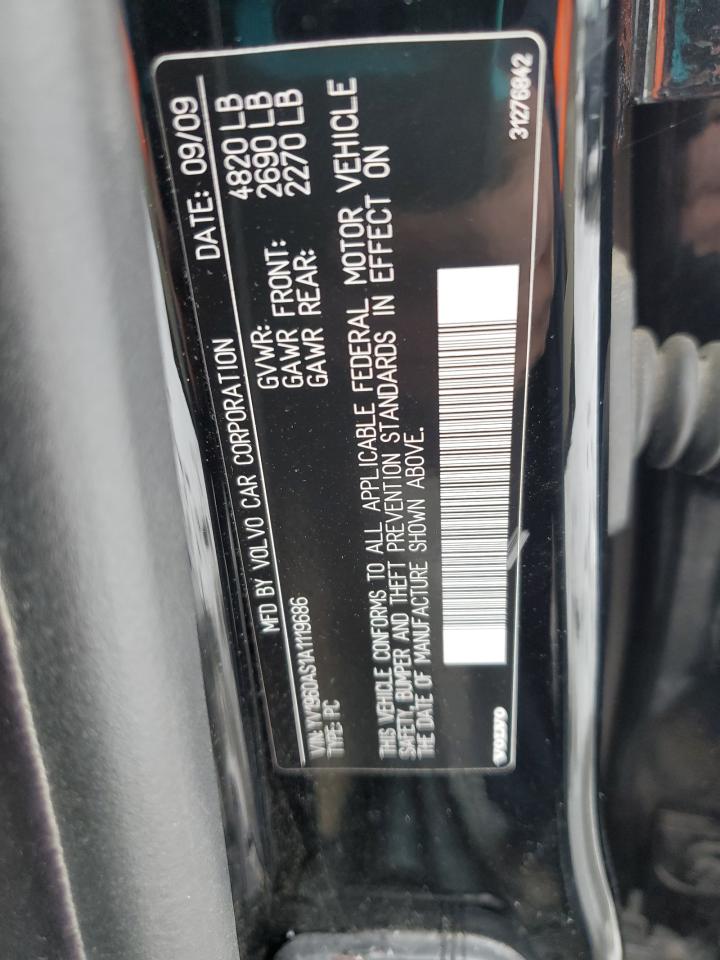 MFD BY VOLVO CAR CORPORATION DATE: 09/09
GVWR: 4820 LB
GAWR FRONT: 2690 LB
GAWR REAR: 2270 LB
VIN: YV1960AS1A1119686
TYPE: PC
THIS VEHICLE CONFORMS TO ALL APPLICABLE FEDERAL MOTOR VEHICLE
SAFETY, BUMPER AND THEFT PREVENTION STANDARDS IN EFFECT ON
THE DATE OF MANUFACTURE SHOWN ABOVE.
VOLVO 31276842